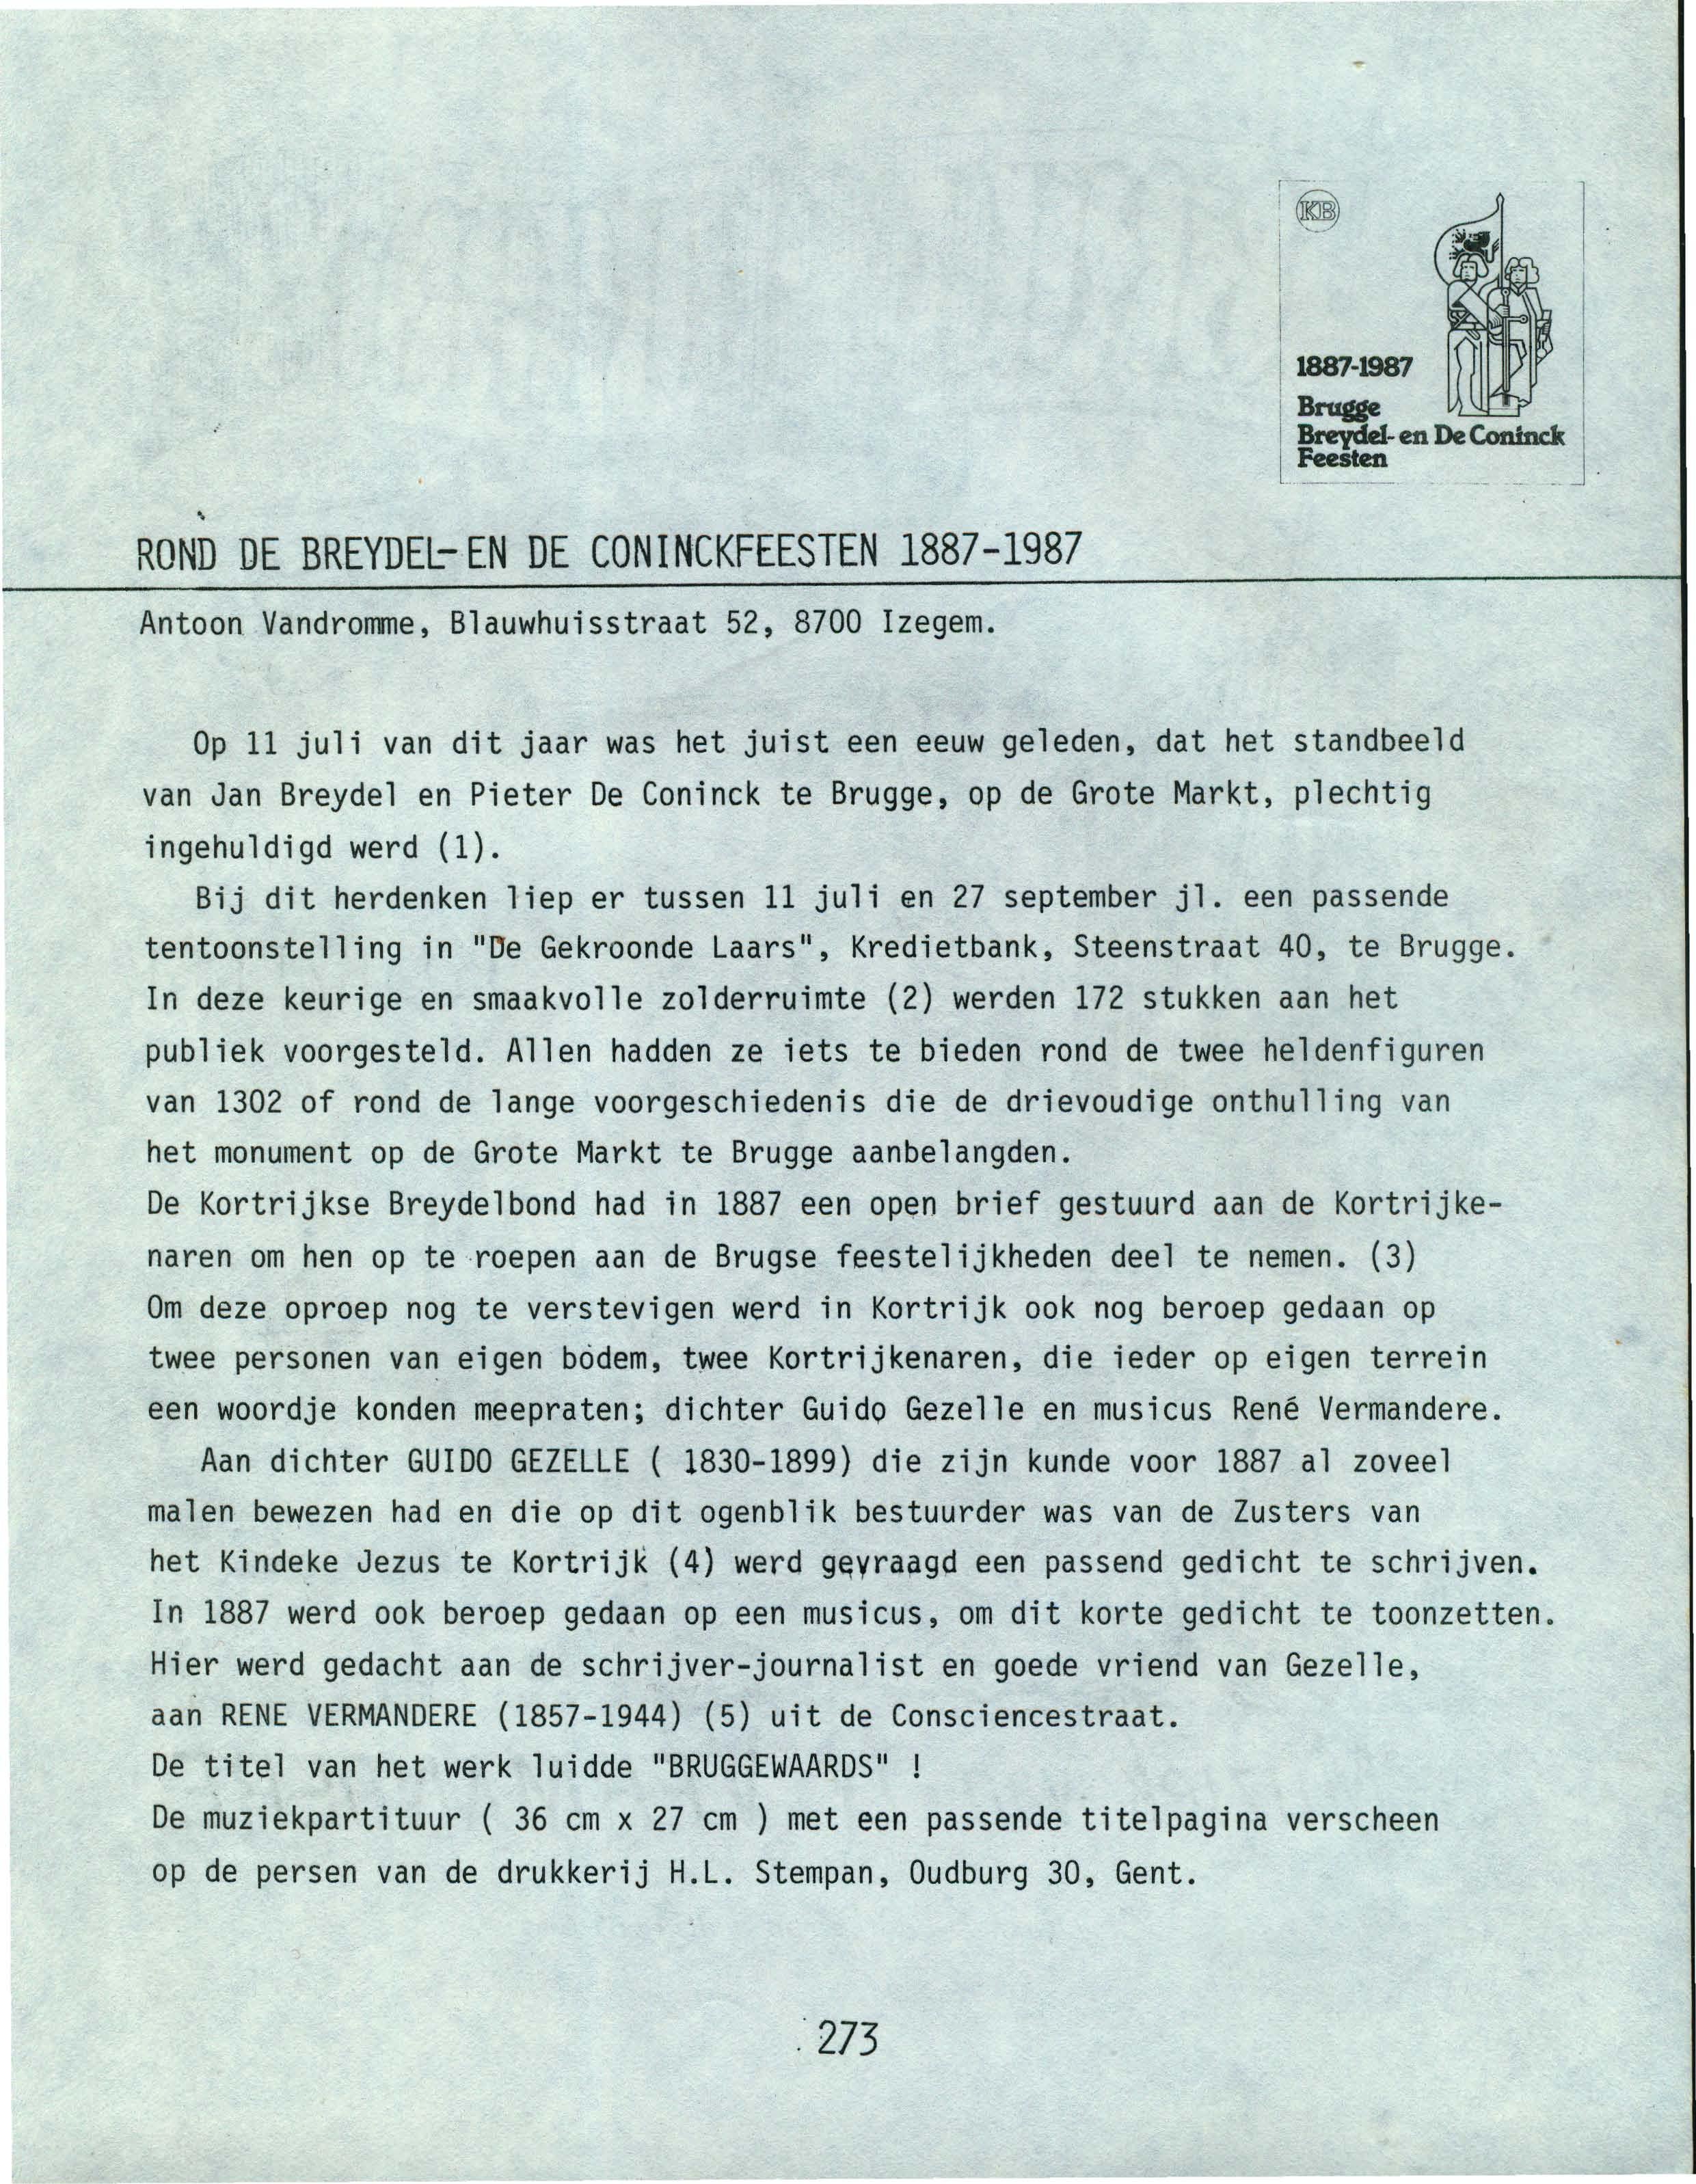 KB
1887-1987
Brugge
Breydel- en De Coninck
Feesten
ROND DE BREYDEL- EN DE CONINCKFEESTEN 1887-1987
Antoon Vandromme, Blauwhuisstraat 52, 8700 Izegem.
Op 11 juli van dit jaar was het juist een eeuw geleden, dat het standbeeld
van Jan Breydel en Pieter De Coninck te Brugge, op de Grote Markt, plechtig
ingehuldigd werd (1).
Bij dit herdenken liep er tussen 11 juli en 27 september jl. een passende
tentoonstelling in "De Gekroonde Laars", Kredietbank, Steenstraat 40, te Brugge.
In deze keurige en smaakvolle zolderruimte (2) werden 172 stukken aan het
publiek voorgesteld. Allen hadden ze iets te bieden rond de twee heldenfiguren
van 1302 of rond de lange voorgeschiedenis die de drievoudige onthulling van
het monument op de Grote Markt te Brugge aanbelangden.
De Kortrijkse Breydelbond had in 1887 een open brief gestuurd aan de Kortrijke-
naren om hen op te roepen aan de Brugse feestelijkheden deel te nemen. (3)
Om deze oproep nog te verstevigen werd in Kortrijk ook nog beroep gedaan op
twee personen van eigen bodem, twee Kortrijkenaren, die ieder op eigen terrein
een woordje konden meepraten; dichter Guido Gezelle en musicus René Vermandere.
Aan dichter GUIDO GEZELLE ( 1830-1899) die zijn kunde voor 1887 al zoveel
malen bewezen had en die op dit ogenblik bestuurder was van de Zusters van
het Kindeke Jezus te Kortrijk (4) werd gevraagd een passend gedicht te schrijven.
In 1887 werd ook beroep gedaan op een musicus, om dit korte gedicht te toonzetten.
Hier werd gedacht aan de schrijver-journalist en goede vriend van Gezelle,
aan RENE VERMANDERE (1857-1944) (5) uit de Consciencestraat.
De titel van het werk luidde "BRUGGEWAARDS" !
De muziekpartituur ( 36 cm x 27 cm ) met een passende titelpagina verscheen
op de persen van de drukkerij H.L. Stempan, Oudburg 30, Gent.
273